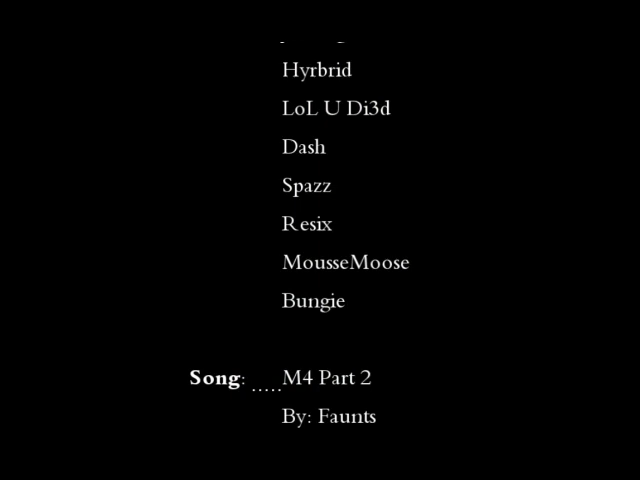 Hyrbrid
LoL U Di3d
Dash
Spazz
Resix
MousseMoose
Bungie
Song: .....M4 Part 2
By: Faunts